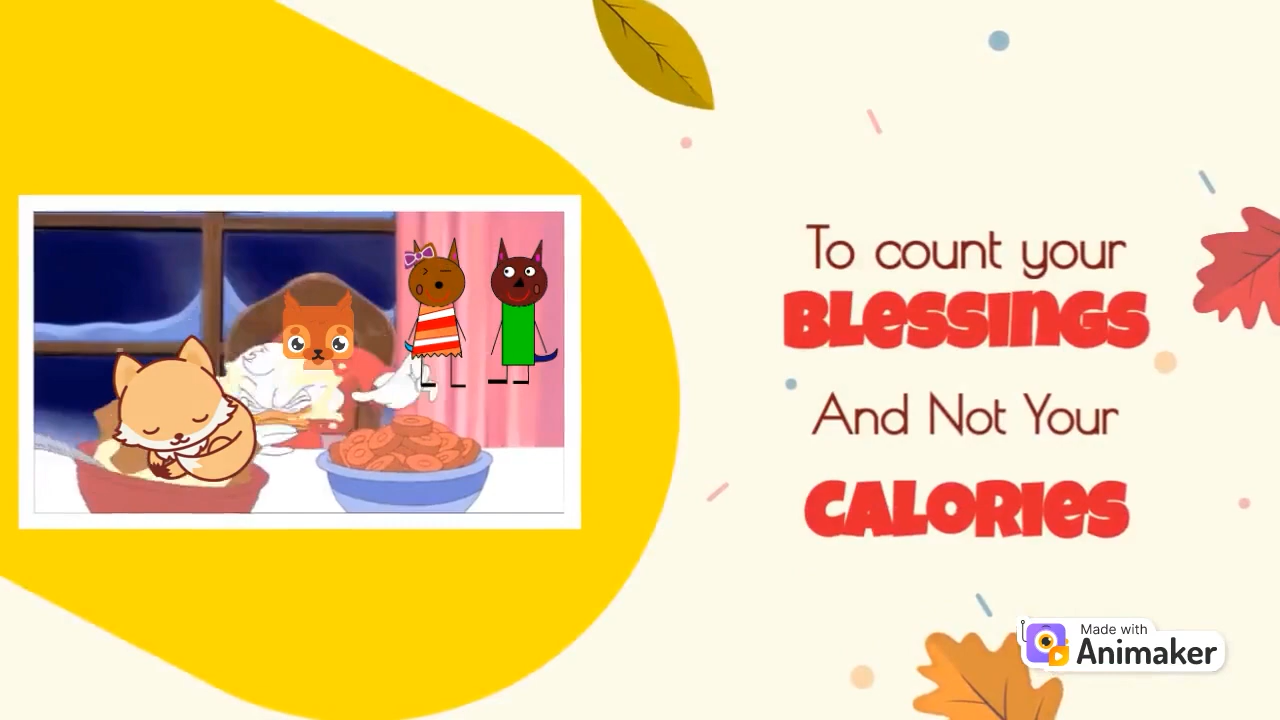 To count your
BLESSINGS
And Not Your
CALORIES
Made with
Animaker